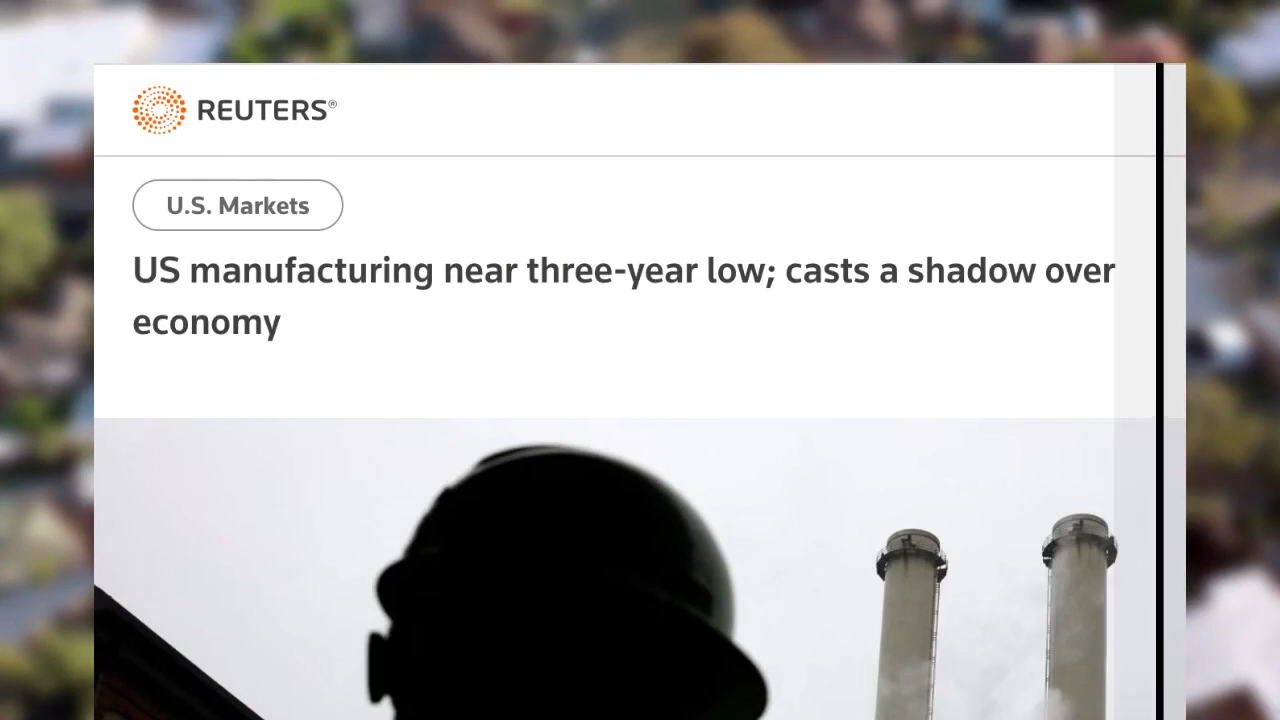 REUTERS®
U.S. Markets
US manufacturing near three-year low; casts a shadow over
economy